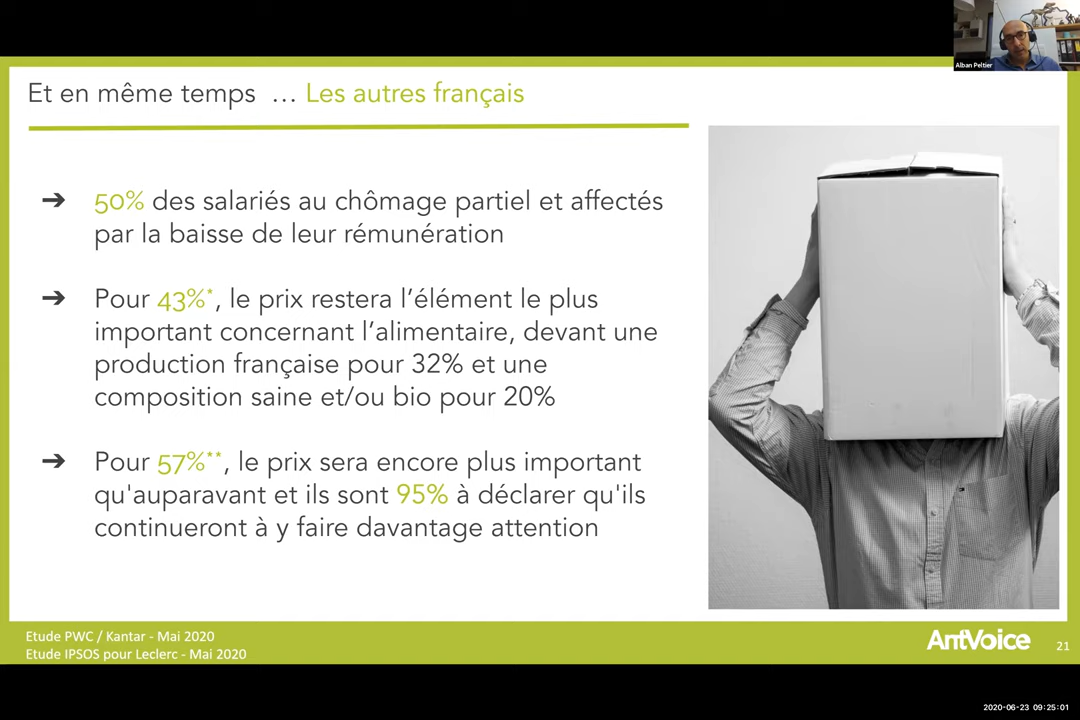 Alban Peltier
Et en même temps … Les autres français
➔ 50% des salariés au chômage partiel et affectés
par la baisse de leur rémunération
➔ Pour 43%*, le prix restera l’élément le plus
important concernant l’alimentaire, devant une
production française pour 32% et une
composition saine et/ou bio pour 20%
➔ Pour 57%**, le prix sera encore plus important
qu'auparavant et ils sont 95% à déclarer qu'ils
continueront à y faire davantage attention
Etude PWC / Kantar - Mai 2020
Etude IPSOS pour Leclerc - Mai 2020
AntVoice
21
2020-06-23 09:25:01